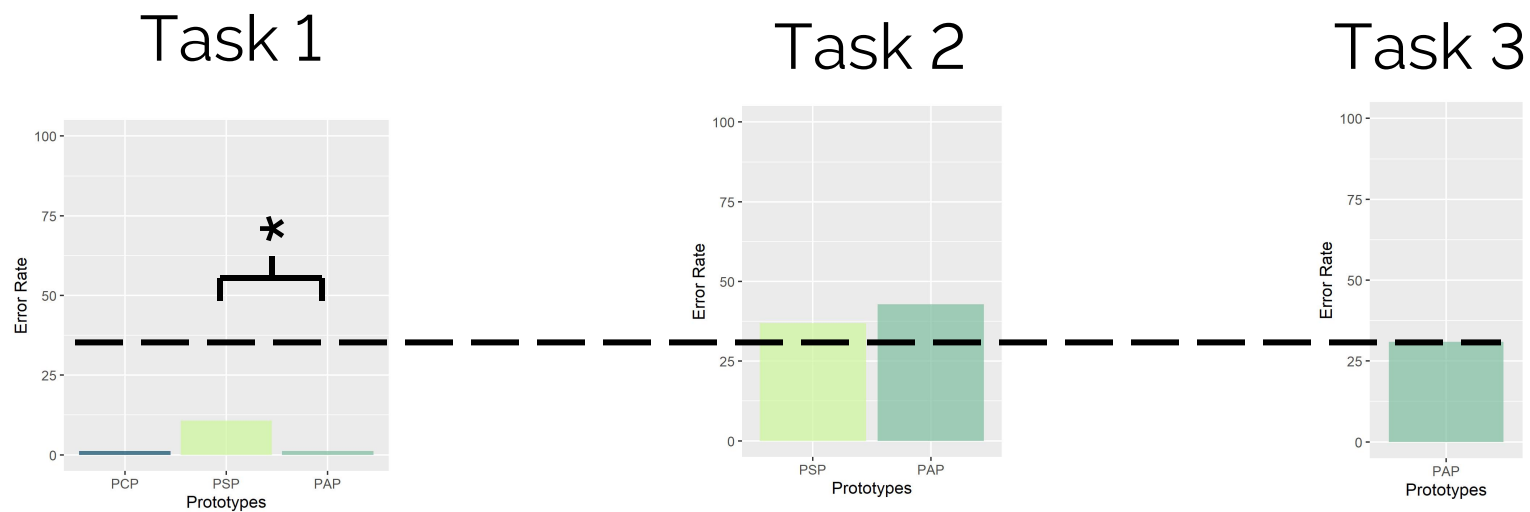 Task 1
Task 2
Task 3
100
75
50
25
0
Error Rate
*
PCP PSP PAP
Prototypes
100
75
50
25
0
Error Rate
PSP PAP
Prototypes
100
75
50
25
0
Error Rate
PAP
Prototypes